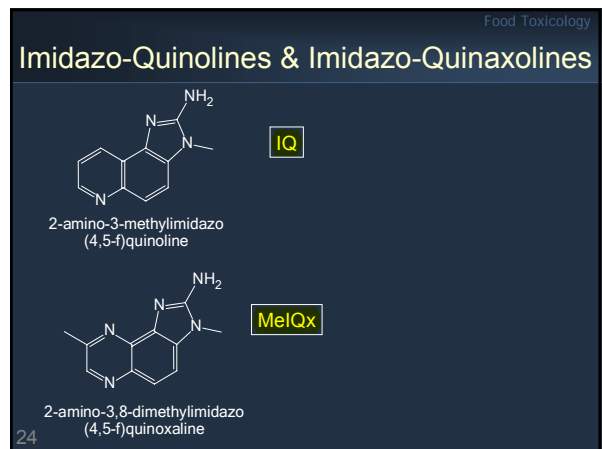 Food Toxicology
Imidazo-Quinolines & Imidazo-Quinaxolines
NH2
N
N
N
IQ
2-amino-3-methylimidazo
(4,5-f)quinoline
NH2
N
N
N
N
MeIQx
2-amino-3,8-dimethylimidazo
(4,5-f)quinoxaline
24